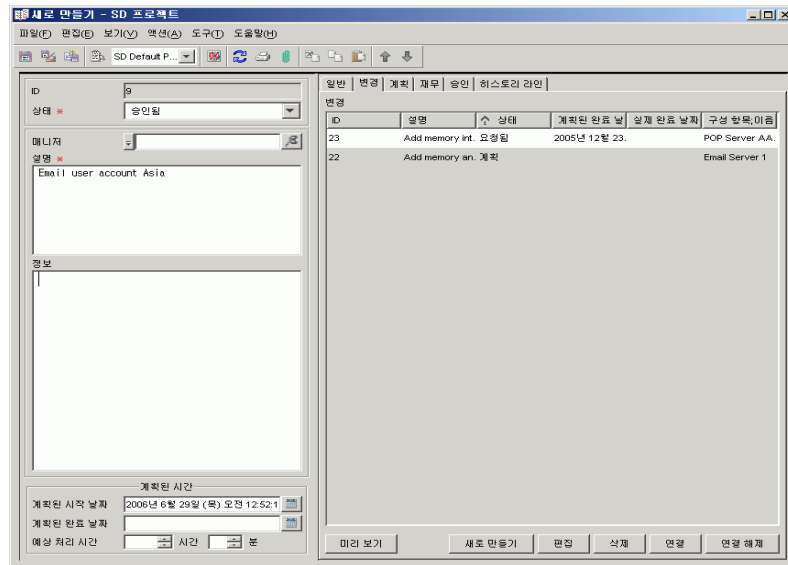 새로 만들기 - SD 프로젝트
파일(F) 편집(E) 보기(V) 액션(A) 도구(T) 도움말(H)
SD Default P...
ID 9
상태 * 승인됨
매니저
설명 *
Email user account Asia
정보
계획된 시간
계획된 시작 날짜 2006년 6월 29일 (목) 오전 12:52:1
계획된 완료 날짜
예상 처리 시간 시간 분
일반 변경 계획 재무 승인 히스토리 라인
변경
ID 설명 상태 계획된 완료 날 실제 완료 날짜 구성 항목;이름
23 Add memory int. 요청됨 2005년 12월 23. POP Server AA.
22 Add memory an. 계획 Email Server 1
미리 보기 새로 만들기 편집 삭제 연결 연결 해제